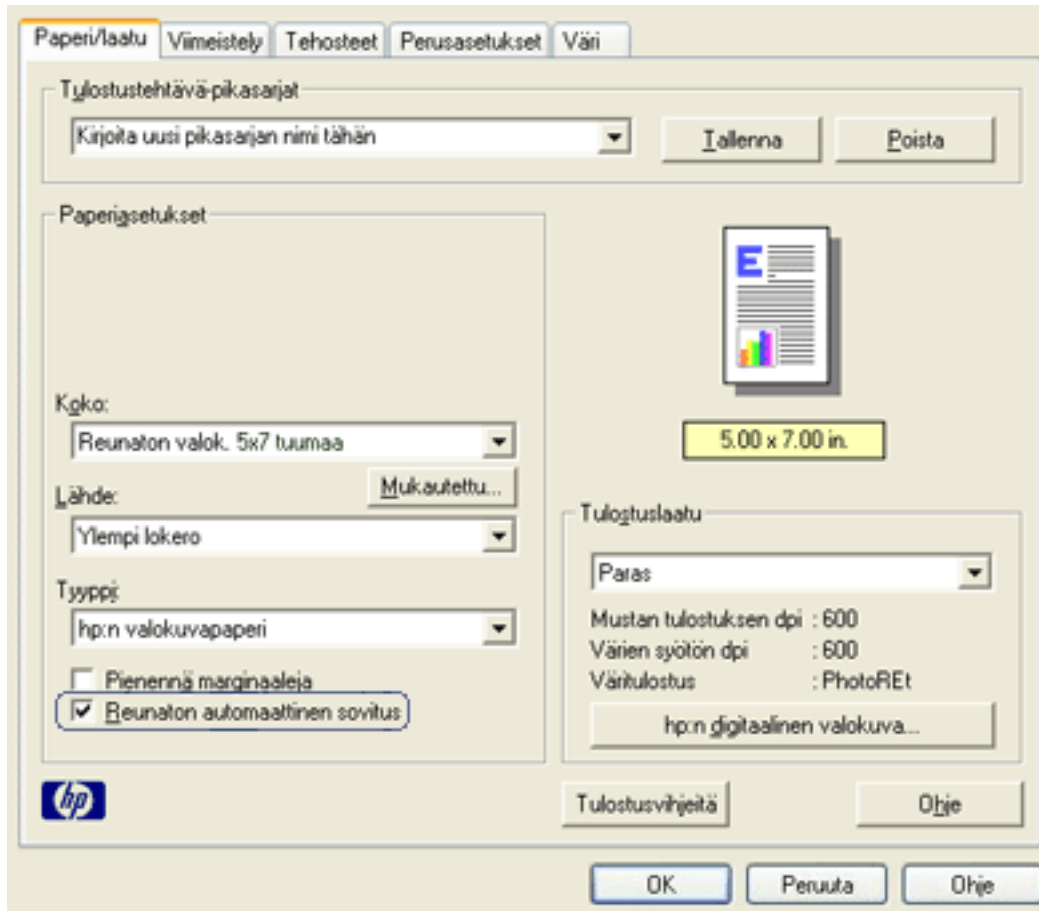 Paperi/laatu Viimeistely Tehosteet Perusasetukset Väri
Tulostustehtävä-pikasarjat
Kirjoita uusi pikasarjan nimi tähän
Tallenna
Poista
Paperiasetukset
E
Koko:
Reunaton valok. 5x7 tuumaa
5.00 x 7.00 in.
Mukautettu...
Lähde:
Ylempi lokero
Tulostuslaatu
Paras
Tyyppi:
hp:n valokuvapaperi
Mustan tulostuksen dpi : 600
Värien syötön dpi : 600
Väritulostus : PhotoREt
Pienennä marginaaleja
Reunaton automaattinen sovitus
hp:n digitaalinen valokuva...
hp
Tulostusvihjeitä
Ohje
OK
Peruuta
Ohje